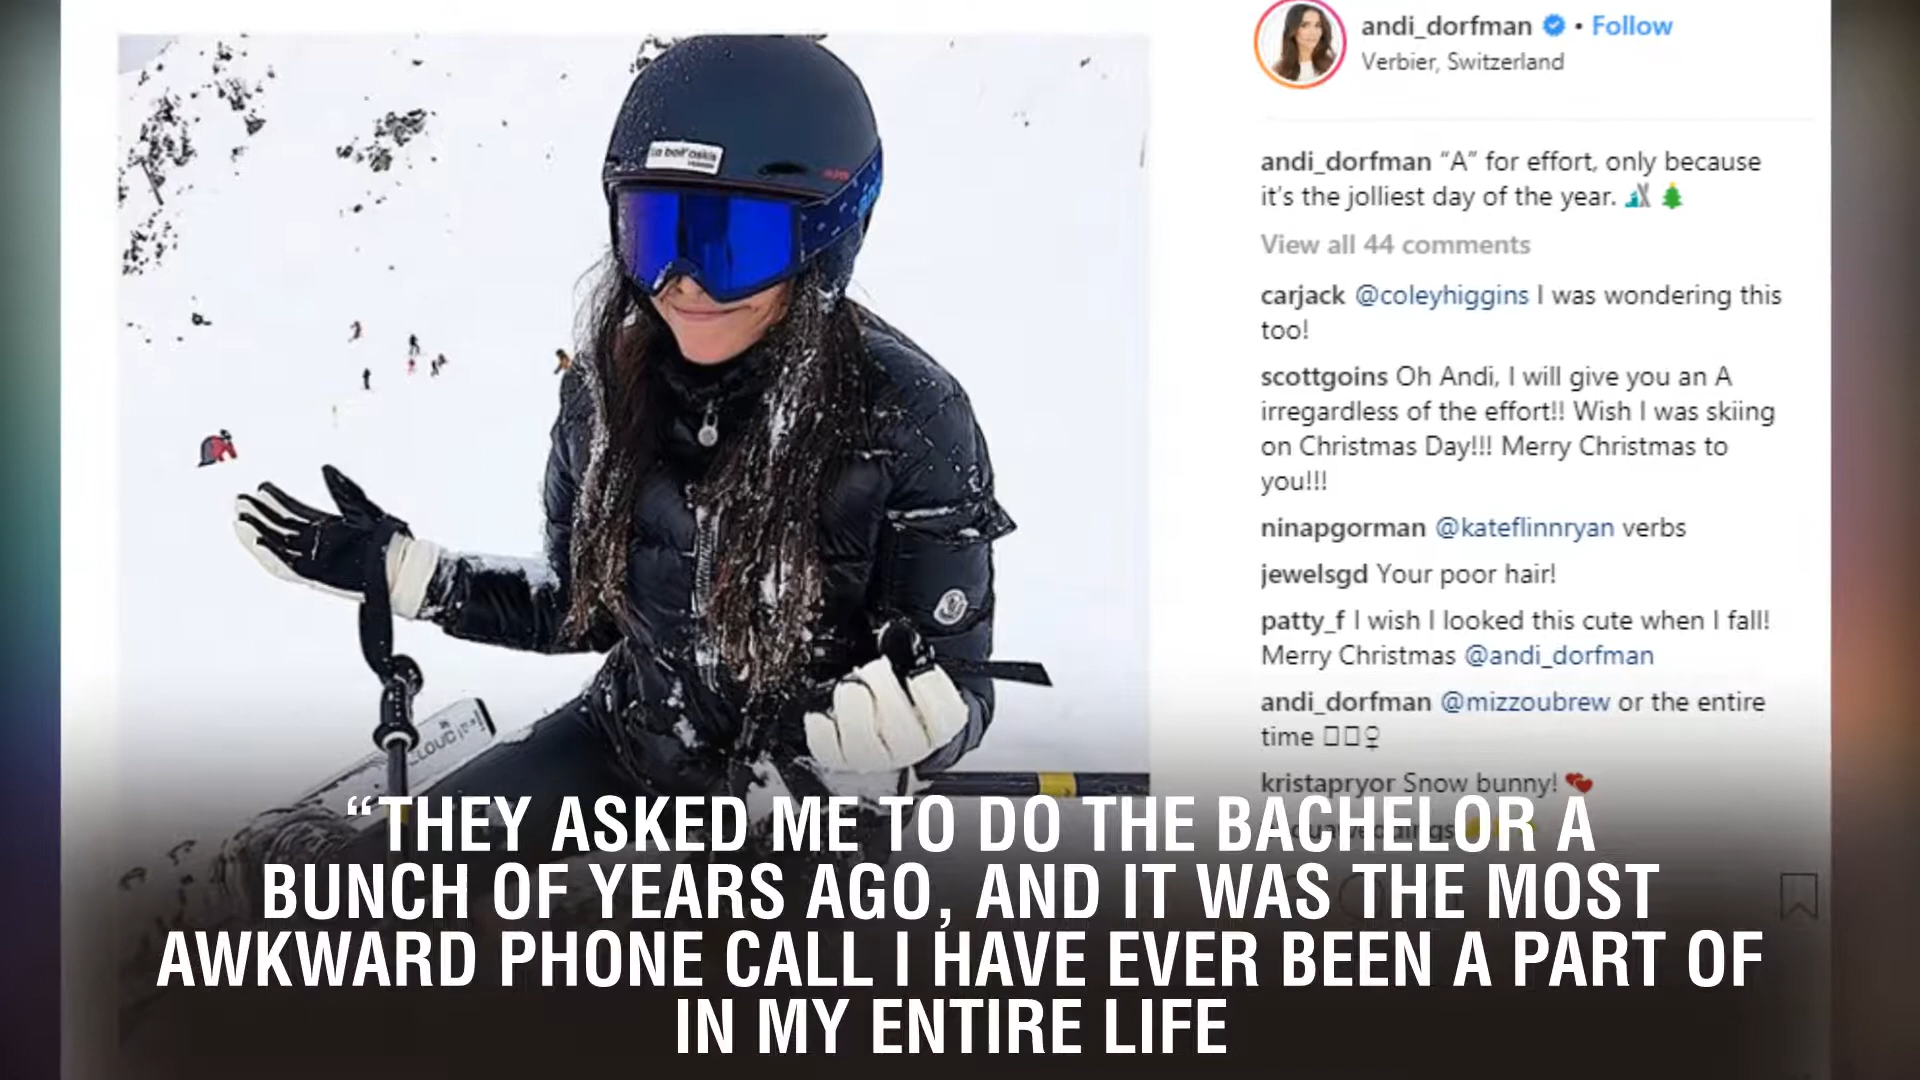 andi_dorfman • Follow
Verbier, Switzerland
andi_dorfman “A” for effort, only because
it's the jolliest day of the year.
View all 44 comments
carjack @coleyhiggins I was wondering this
too!
scottgoins Oh Andi, I will give you an A
irregardless of the effort!! Wish I was skiing
on Christmas Day!!! Merry Christmas to
you!!!
ninapgorman @kateflinnryan verbs
jewelsgd Your poor hair!
patty_f I wish I looked this cute when I fall!
Merry Christmas @andi_dorfman
andi_dorfman @mizzoubrew or the entire
time
kristapryor Snow bunny!
“THEY ASKED ME TO DO THE BACHELOR A
BUNCH OF YEARS AGO, AND IT WAS THE MOST
AWKWARD PHONE CALL I HAVE EVER BEEN A PART OF
IN MY ENTIRE LIFE